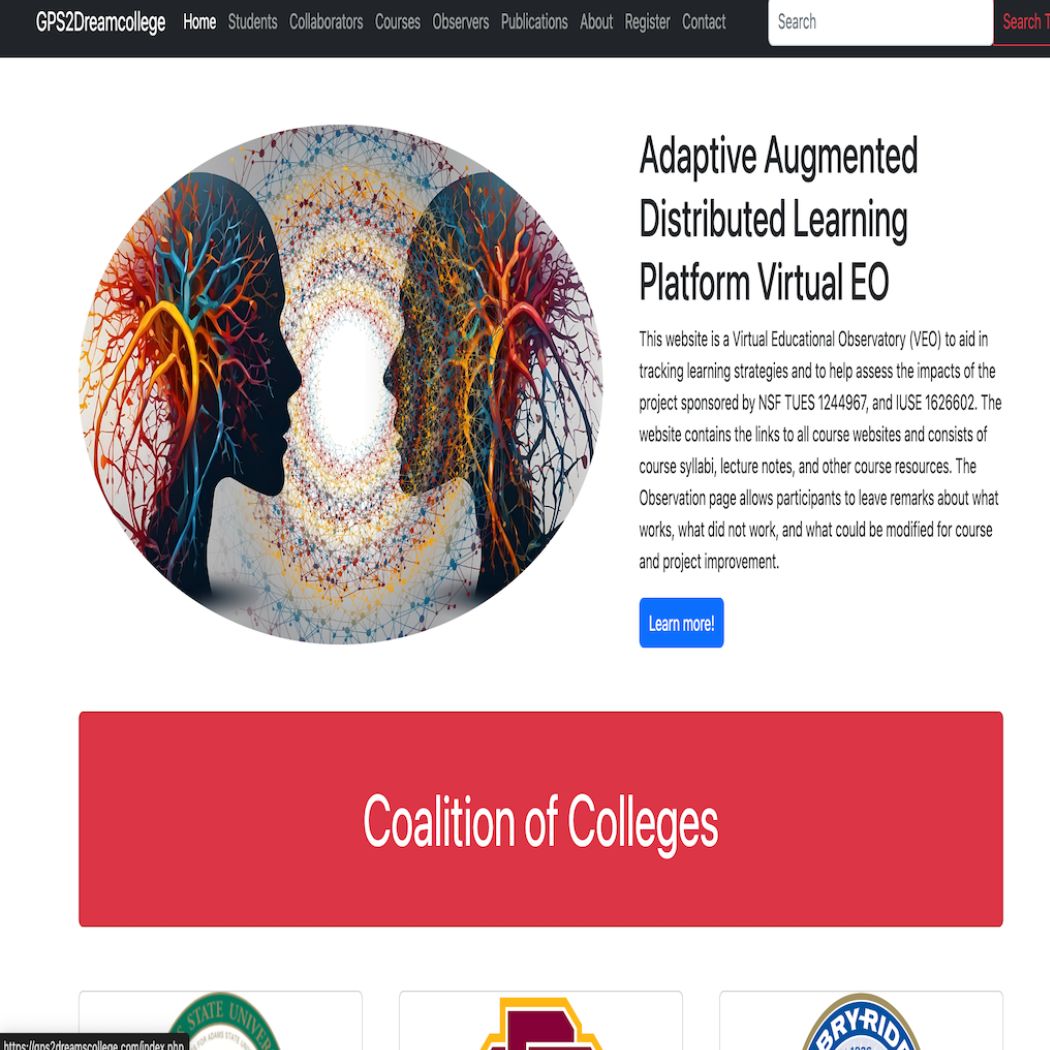 GPS2Dreamcollege Home Students Collaborators Courses Observers Publications About Register Contact Search Search T
Adaptive Augmented
Distributed Learning
Platform Virtual EO
This website is a Virtual Educational Observatory (VEO) to aid in
tracking learning strategies and to help assess the impacts of the
project sponsored by NSF TUES 1244967, and IUSE 1626602. The
website contains the links to all course websites and consists of
course syllabi, lecture notes, and other course resources. The
Observation page allows participants to leave remarks about what
works, what did not work, and what could be modified for course
and project improvement.
Learn more!
Coalition of Colleges
S STATE UNIVER
FOR ADAMS STATE
BRY-RID
https://gps2dreamscollege.com/index.php